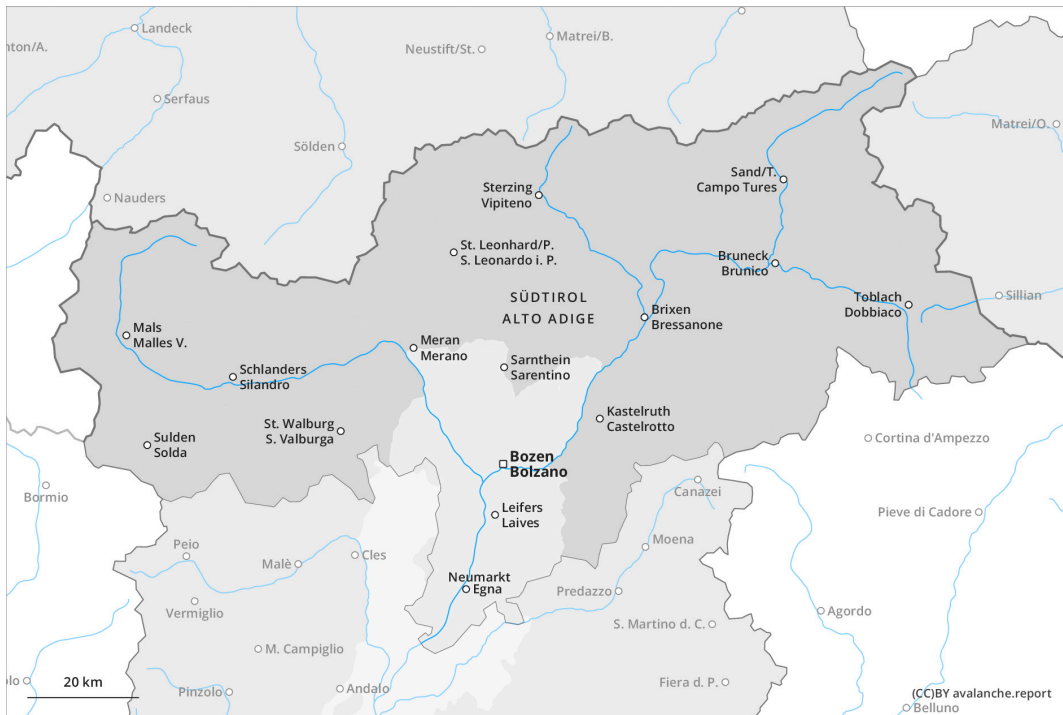 Landeck
nton/A.
Matrei/B.
Neustift/St.
Serfaus
Matrei/O.
Sölden
Sand/T.
Campo Tures
Sterzing
Vipiteno
Nauders
St. Leonhard/P.
S. Leonardo i. P.
Bruneck
Brunico
SÜDTIROL
ALTO ADIGE
Toblach
Dobbiaco
Sillian
Brixen
Bressanone
Mals
Malles V.
Meran
Merano
Sarnthein
Sarentino
Schlanders
Silandro
Kastelruth
Castelrotto
St. Walburg
S. Valburga
Sulden
Solda
Cortina d'Ampezzo
Bozen
Bolzano
Bormio
Canazei
Leifers
Laives
Pieve di Cadore
Moena
Peio
Malè
Cles
Neumarkt
Egna
Predazzo
Vermiglio
Agordo
S. Martino d. C.
M. Campiglio
olo
20 km
Pinzolo
Andalo
Fiera d. P.
(CC)BY avalanche.report
Belluno